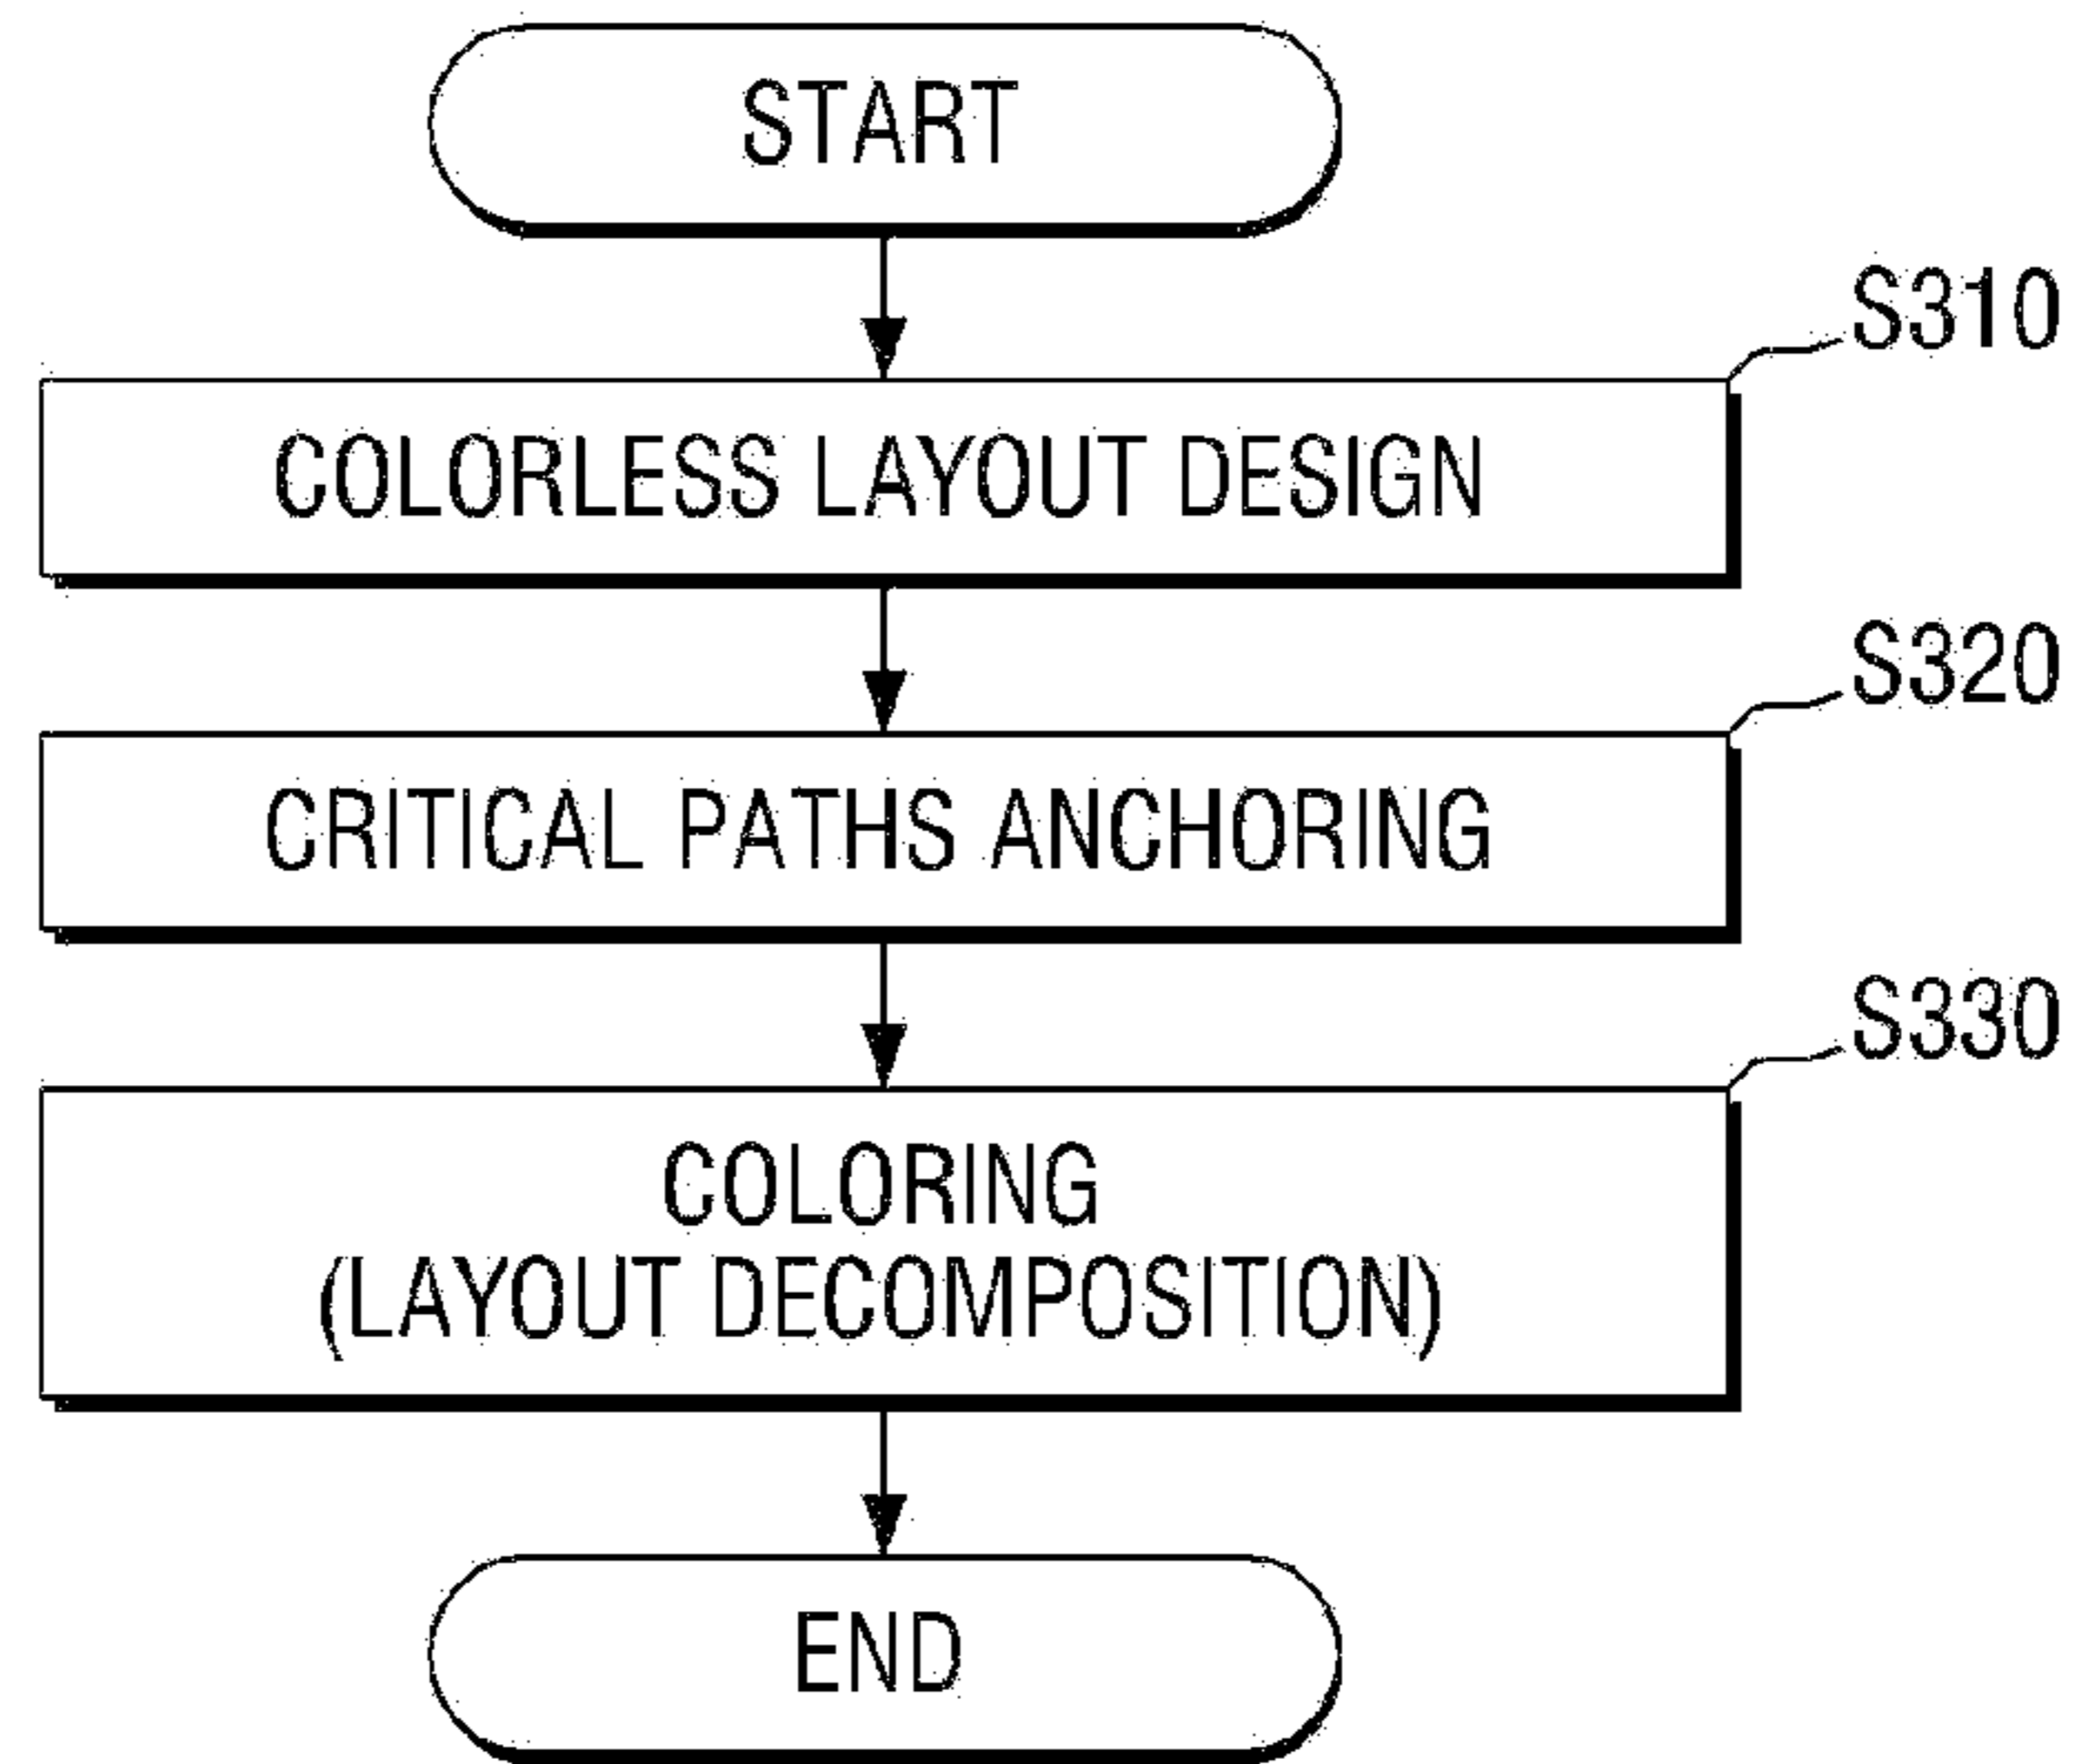 START
S310
COLORLESS LAYOUT DESIGN
S320
CRITICAL PATHS ANCHORING
S330
COLORING
(LAYOUT DECOMPOSITION)
END